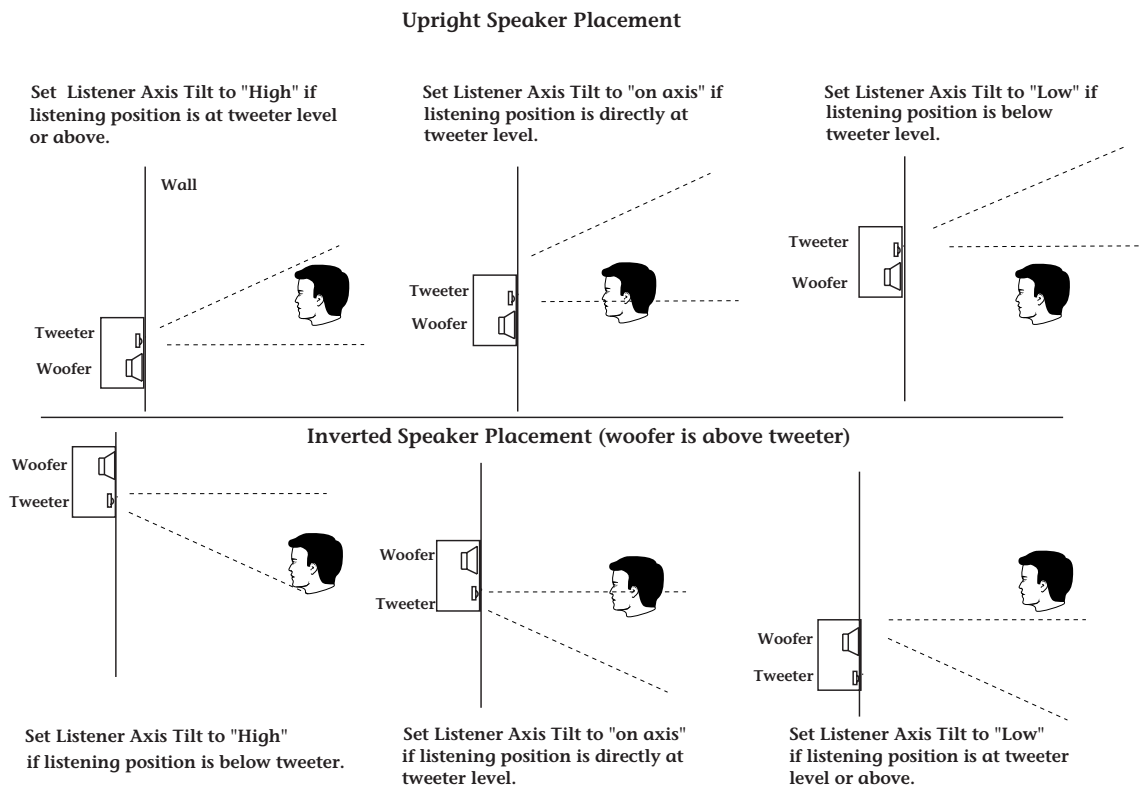 Upright Speaker Placement
Set Listener Axis Tilt to "High" if
listening position is at tweeter level
or above.
Set Listener Axis Tilt to "on axis" if
listening position is directly at
tweeter level.
Set Listener Axis Tilt to "Low" if
listening position is below
tweeter level.
Wall
Tweeter
Woofer
Tweeter
Woofer
Tweeter
Woofer
Inverted Speaker Placement (woofer is above tweeter)
Woofer
Tweeter
Woofer
Tweeter
Woofer
Tweeter
Set Listener Axis Tilt to "High"
if listening position is below tweeter.
Set Listener Axis Tilt to "on axis"
if listening position is directly at
tweeter level.
Set Listener Axis Tilt to "Low"
if listening position is at tweeter
level or above.